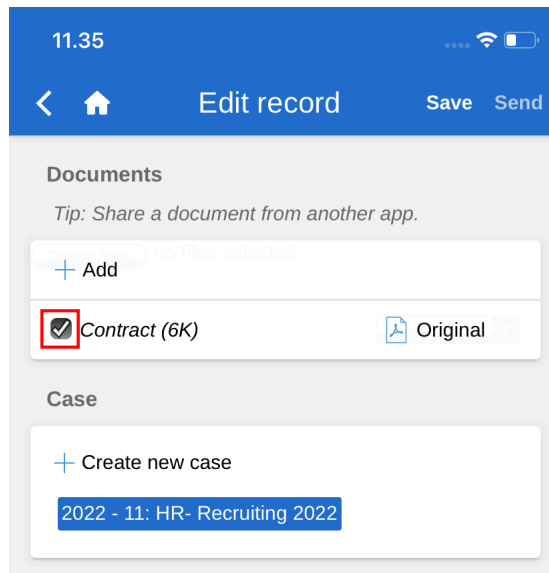 11.35
Edit record Save Send
Documents
Tip: Share a document from another app.
no files selected
+ Add
Contract (6K) Original
Case
+ Create new case
2022 - 11: HR- Recruiting 2022